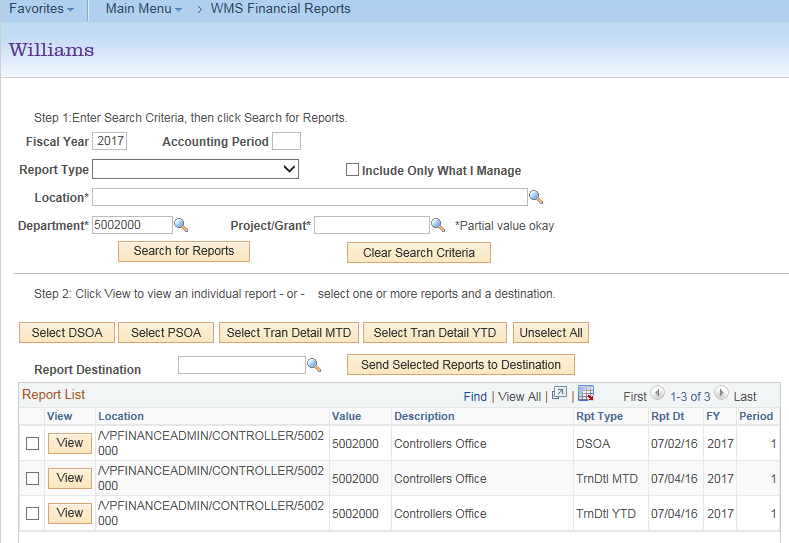 Favorites Main Menu > WMS Financial Reports
Williams
Step 1:Enter Search Criteria, then click Search for Reports.
Fiscal Year 2017 Accounting Period
Report Type Include Only What I Manage
Location*
Department* 5002000 Project/Grant* *Partial value okay
Search for Reports Clear Search Criteria
Step 2: Click View to view an individual report - or - select one or more reports and a destination.
Select DSOA Select PSOA Select Tran Detail MTD Select Tran Detail YTD Unselect All
Report Destination Send Selected Reports to Destination
Report List Find | View All | | First 1-3 of 3 Last
View Location Value Description Rpt Type Rpt Dt FY Period
View /VPFINANCEADMIN/CONTROLLER/5002 5002000 Controllers Office DSOA 07/02/16 2017 1
000
View /VPFINANCEADMIN/CONTROLLER/5002 5002000 Controllers Office TrnDtl MTD 07/04/16 2017 1
000
View /VPFINANCEADMIN/CONTROLLER/5002 5002000 Controllers Office TrnDtl YTD 07/04/16 2017 1
000